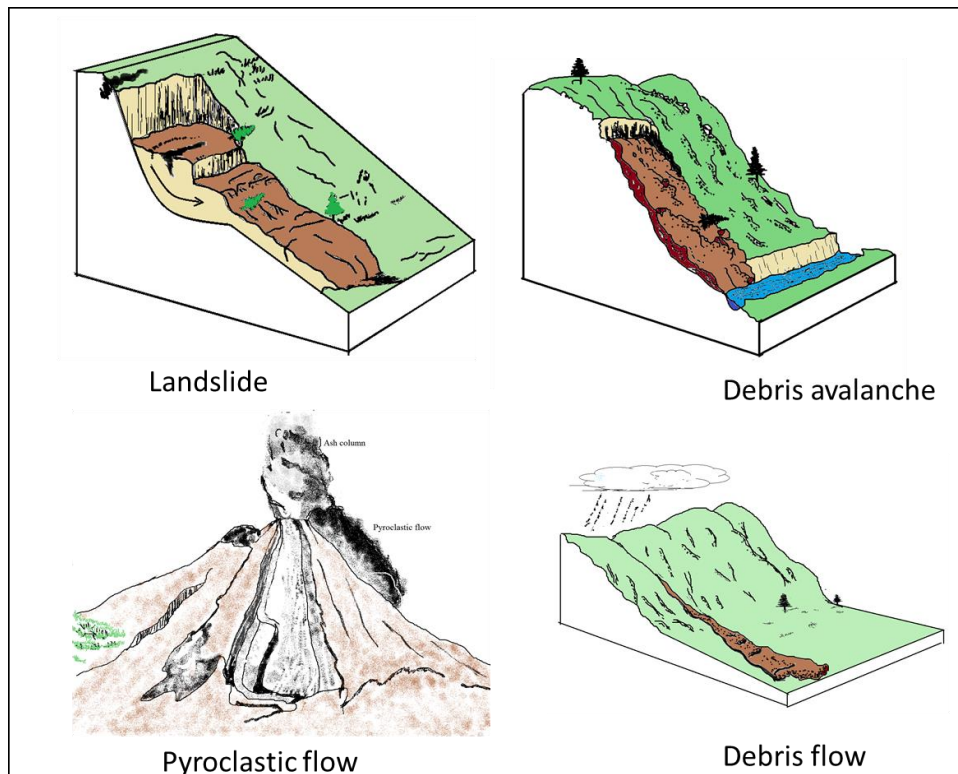 Landslide
Debris avalanche
Ash column
Pyroclastic flow
Pyroclastic flow
Debris flow